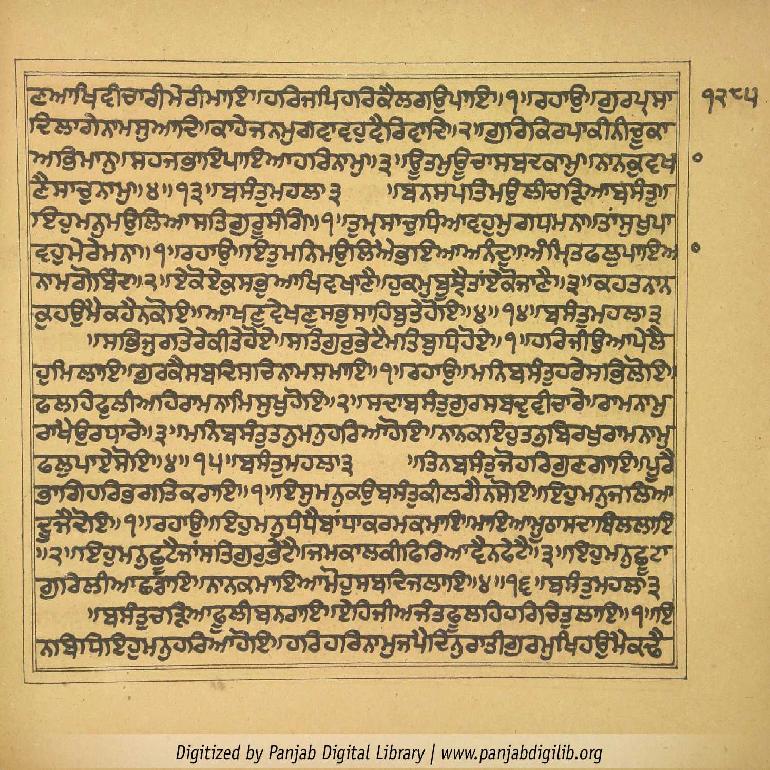 ਣਆਖਿਵੀਚਾਰੀਮੇਰੀਮਾਇ॥ਹਰਿਜਪਿਹਰਿਕੈਲਗਉਪਾਇ॥੧॥ਰਹਾਉ॥ਗੁਰਪ੍ਰਸਾ
੧੨੮੫
ਦਿਲਾਗੇਨਾਮਸੁਆਦਿ॥ਕਾਹੇਜਨਮੁਗਵਾਵਹੁਵੈਰਿਵਾਦਿ॥੨॥ਗੁਰਿਕਿਰਪਾਕੀਨੀਚੂਕਾ
ਅਭਿਮਾਨੁ॥ਸਹਜਭਾਇਪਾਇਆਹਰਿਨਾਮੁ॥੩॥ਊਤਮੁਊਚਾਸਬਦਕਾਮੁ॥ਨਾਨਕੁਵਖ
ਣੈਸਾਚੁਨਾਮੁ॥੪॥੧੩॥ਬਸੰਤੁਮਹਲਾ੩ ॥ਬਨਸਪਤਿਮਉਲੀਚੜਿਆਬਸੰਤੁ॥
ਇਹੁਮਨੁਮਉਲਿਆਸਤਿਗੁਰੂਸੰਗਿ॥੧॥ਤੁਮ੍ਸਾਚੁਧਿਆਵਹੁਮੁਗਧਮਨਾ॥ਤਾਂਸੁਖੁਪਾ
ਵਹੁਮੇਰੇਮਨਾ॥੧॥ਰਹਾਉ॥ਇਤੁਮਨਿਮਉਲਿਐਭਇਆਅਨੰਦੁ॥ਅੰਮ੍ਰਿਤਫਲੁਪਾਇਆ
ਨਾਮਗੋਬਿੰਦ॥੨॥ਏਕੋਏਕੁਸਭੁਆਖਿਵਖਾਣੈ॥ਹੁਕਮੁਬੂਝੈਤਾਂਏਕੋਜਾਣੈ॥੩॥ਕਹਤਨਾਨ
ਕੁਹਉਮੈਕਹੈਨਕੋਇ॥ਆਖਣੁਦੇਖਣੁਸਭੁਸਾਹਿਬਤੇਹੋਇ॥੪॥੧੪॥ਬਸੰਤੁਮਹਲਾ੩
॥ਸਭਿਜੁਗਤੇਰੇਕੀਤੇਹੋਏ॥ਸਤਿਗੁਰੁਭੇਟੈਮਤਿਬੁਧਿਹੋਏ॥੧॥ਹਰਿਜੀਉਆਪੇਲੈ
ਹੁਮਿਲਾਇ॥ਗੁਰਕੈਸਬਦਿਸਾਚਿਨਾਮਸਮਾਇ॥੧॥ਰਹਾਉ॥ਮਨਿਬਸੰਤੁਹਰੇਸਭਿਲੋਇ॥
ਫਲਹਿਫੁਲੀਅਹਿਰਾਮਨਾਮਿਸੁਖੁਹੋਇ॥੨॥ਸਦਾਬਸੰਤੁਗੁਰਸਬਦੁਵੀਚਾਰੇ॥ਰਾਮਨਾਮੁ
ਰਾਖੈਉਰਧਾਰੇ॥੩॥ਮਨਿਬਸੰਤੁਤਨੁਮਨੁਹਰਿਆਹੋਇ॥ਨਾਨਕਇਹੁਤਨੁਬਿਰਖੁਰਾਮਨਾਮੁ
ਫਲੁਪਾਏਸੋਇ॥੪॥੧੫॥ਬਸੰਤੁਮਹਲਾ੩ ॥ਤਿਨਬਸੰਤੁਜੋਹਰਿਗੁਣਗਾਇ॥ਪੂਰੈ
ਭਾਗਿਹਰਿਭਗਤਿਕਰਾਇ॥੧॥ਇਸੁਮਨਕਉਬਸੰਤਕੀਲਗੈਨਸੋਇ॥ਇਹੁਮਨੁਜਲਿਆ
ਦੂਜੈਦੋਇ॥੧॥ਰਹਾਉ॥ਇਹੁਮਨੁਧੰਧੈਬਾਂਧਾਕਰਮਕਮਾਇ॥ਮਾਇਆਮੂਠਾਸਦਾਬਿਲਲਾਇ
॥੨॥ਇਹੁਮਨੁਛੂਟੈਜਾਂਸਤਿਗੁਰੁਭੇਟੈ॥ਜਮਕਾਲਕੀਫਿਰਿਆਵੈਨਫੇਟੈ॥੩॥ਇਹੁਮਨੁਛੂਟਾ
ਗੁਰਿਲੀਆਛਡਾਇ॥ਨਾਨਕਮਾਇਆਮੋਹੁਸਬਦਿਜਲਾਇ॥੪॥੧੬॥ਬਸੰਤੁਮਹਲਾ੩
॥ਬਸੰਤੁਚੜਿਆਫੂਲੀਬਨਰਾਇ॥ਏਹਿਜੀਅਜੰਤਫੂਲਹਿਹਰਿਚਿਤੁਲਾਇ॥੧॥ਇ
ਨਬਿਧਿਇਹੁਮਨੁਹਰਿਆਹੋਇ॥ਹਰਿਹਰਿਨਾਮੁਜਪੈਦਿਨੁਰਾਤੀਗੁਰਮੁਖਿਹਉਮੈਕਢੈ
Digitized by Panjab Digital Library | www.panjabdigilib.org